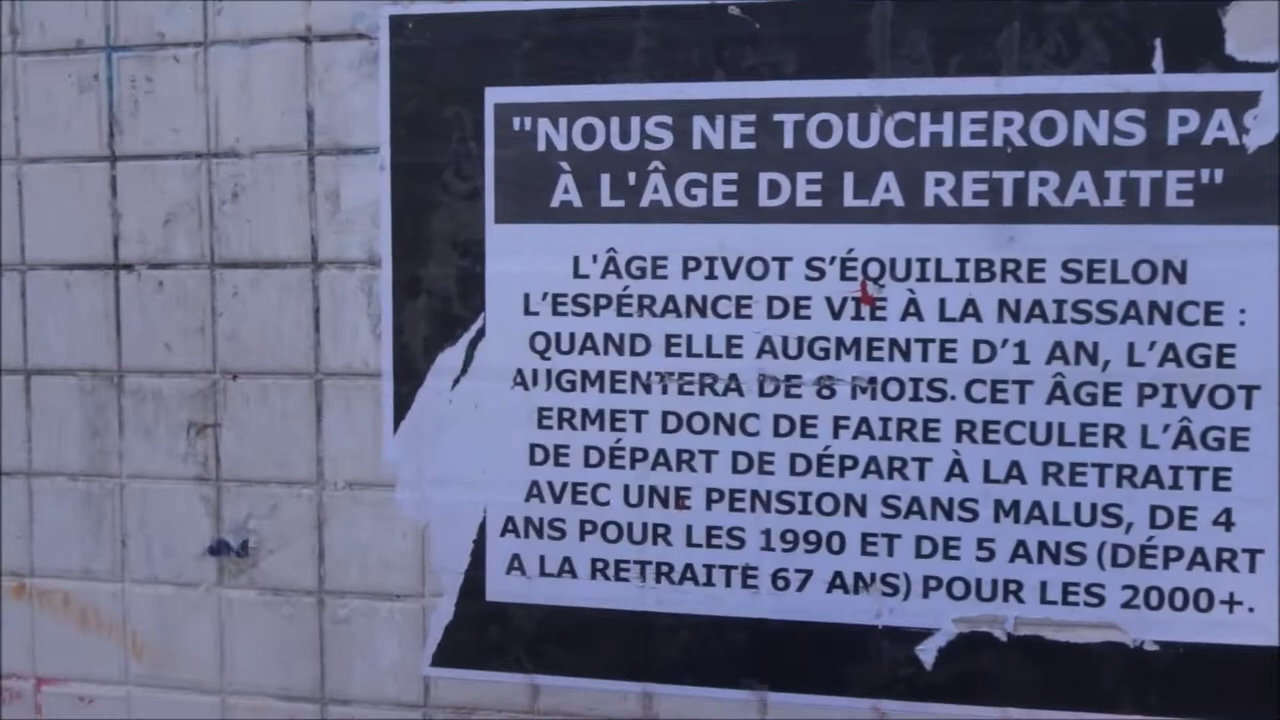 "NOUS NE TOUCHERONS PAS
À L'ÂGE DE LA RETRAITE"
L'ÂGE PIVOT S'ÉQUILIBRE SELON
L'ESPÉRANCE DE VIE À LA NAISSANCE :
QUAND ELLE AUGMENTE D'1 AN, L'AGE
AUGMENTERA DE 8 MOIS. CET ÂGE PIVOT
ERMET DONC DE FAIRE RECULER L'ÂGE
DE DÉPART DE DÉPART À LA RETRAITE
AVEC UNE PENSION SANS MALUS, DE 4
ANS POUR LES 1990 ET DE 5 ANS (DÉPART
A LA RETRAITE 67 ANS) POUR LES 2000+.